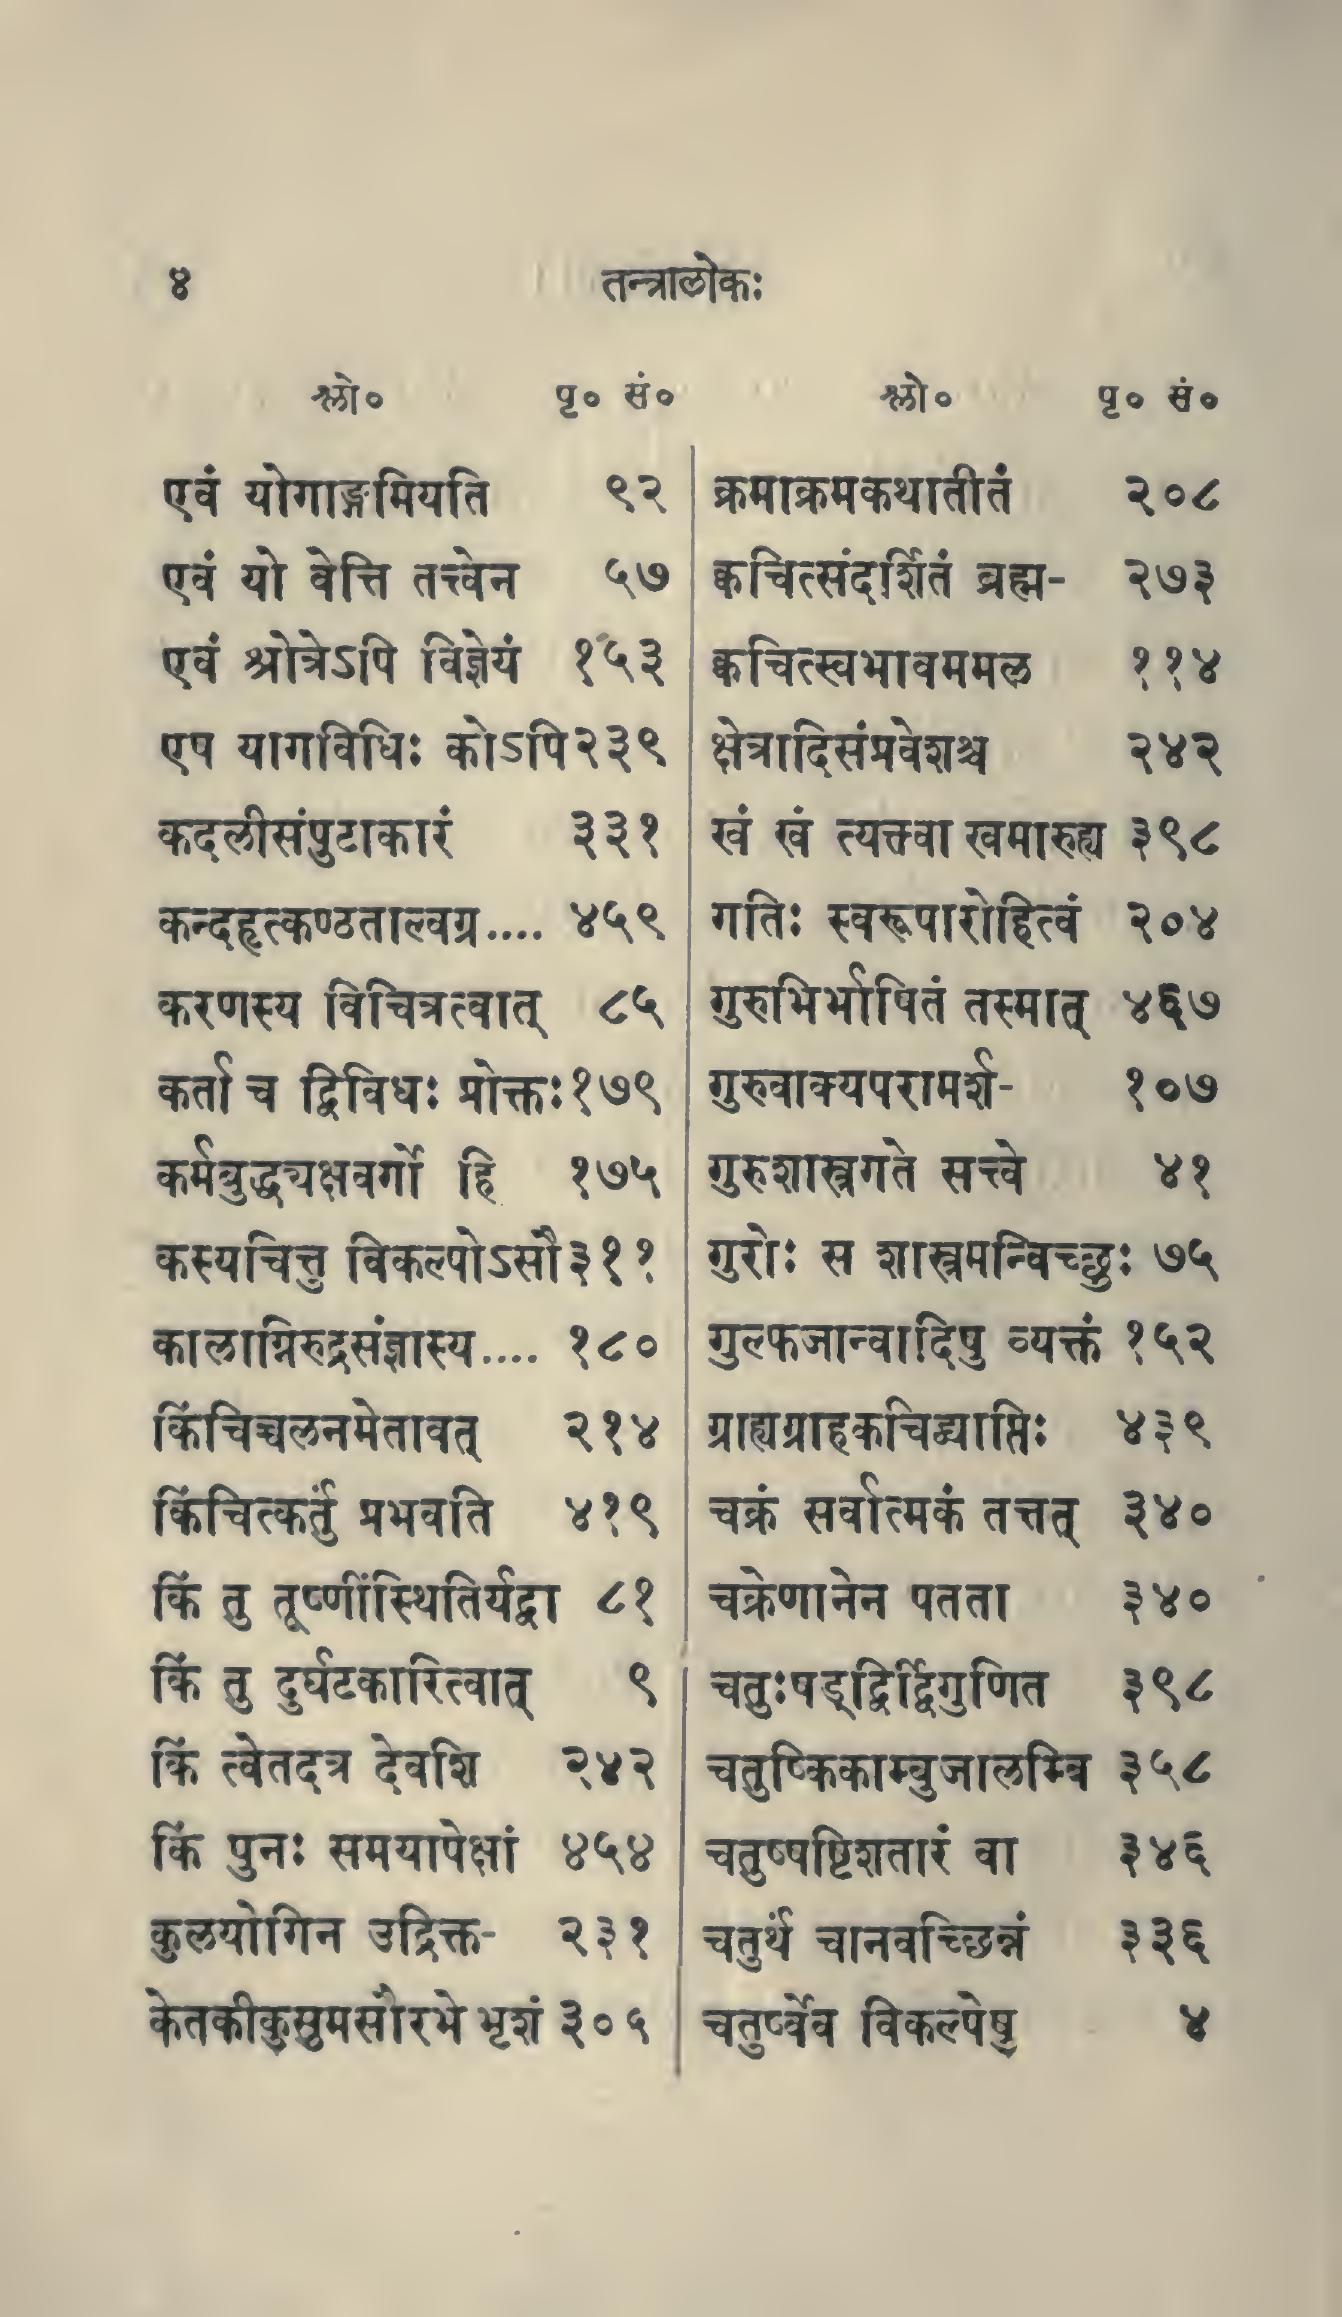 ४ तन्त्रालोकः
श्लो० पृ० सं०
एवं योगाङ्गमियति ९२
एवं यो वेत्ति तत्त्वेन ५७
एवं श्रोत्रेऽपि विज्ञेयं १५३
एष यागविधिः कोऽपि २३९
कदलीसंपुटाकारं ३३१
कन्दहृत्कण्ठताल्वग्र.... ४५९
करणस्य विचित्रत्वात् ८५
कर्ता च द्विविधः प्रोक्तः १७९
कर्मबुद्ध्यक्षवर्गो हि १७५
कस्यचित्तु विकल्पोऽसौ ३११
कालाग्निरुद्रसंज्ञास्य.... १८०
किंचिच्चलनमेतावत् २१४
किंचित्कर्तुं प्रभवति ४१९
किं तु तूष्णींस्थितिर्यद्वा ८१
किं तु दुर्घटकारित्वात् ९
किं त्वेतदत्र देवशि २४२
किं पुनः समयापेक्षां ४५४
कुलयोगिन उद्रिक्त- २३१
केतकीकुसुमसौरभे भृशं ३०५
श्लो० पृ० सं०
क्रमाक्रमकथातीतं २०८
क्वचित्संदर्शितं ब्रह्म- २७३
क्वचित्स्वभावममल ११४
क्षेत्रादिसंप्रवेशश्च २४२
खं खं त्यक्त्वा खमारुह्य ३९८
गतिः स्वरूपारोहित्वं २०४
गुरुभिर्भाषितं तस्मात् ४६७
गुरुवाक्यपरामर्श- १०७
गुरुशास्त्रगते सत्त्वे ४१
गुरोः स शास्त्रमन्विच्छुः ७५
गुल्फजान्वादिषु व्यक्तं १५२
ग्राह्यग्राहकचिद्व्याप्तिः ४३९
चक्रं सर्वात्मकं तत्तत् ३४०
चक्रेणानेन पतता ३४०
चतुःषड्द्विर्द्विगुणित ३९८
चतुष्किकाम्बुजालम्बि ३५८
चतुष्षष्टिशतारं वा ३४६
चतुर्थं चानवच्छिन्नं ३३६
चतुर्ष्वेव विकल्पेषु ४